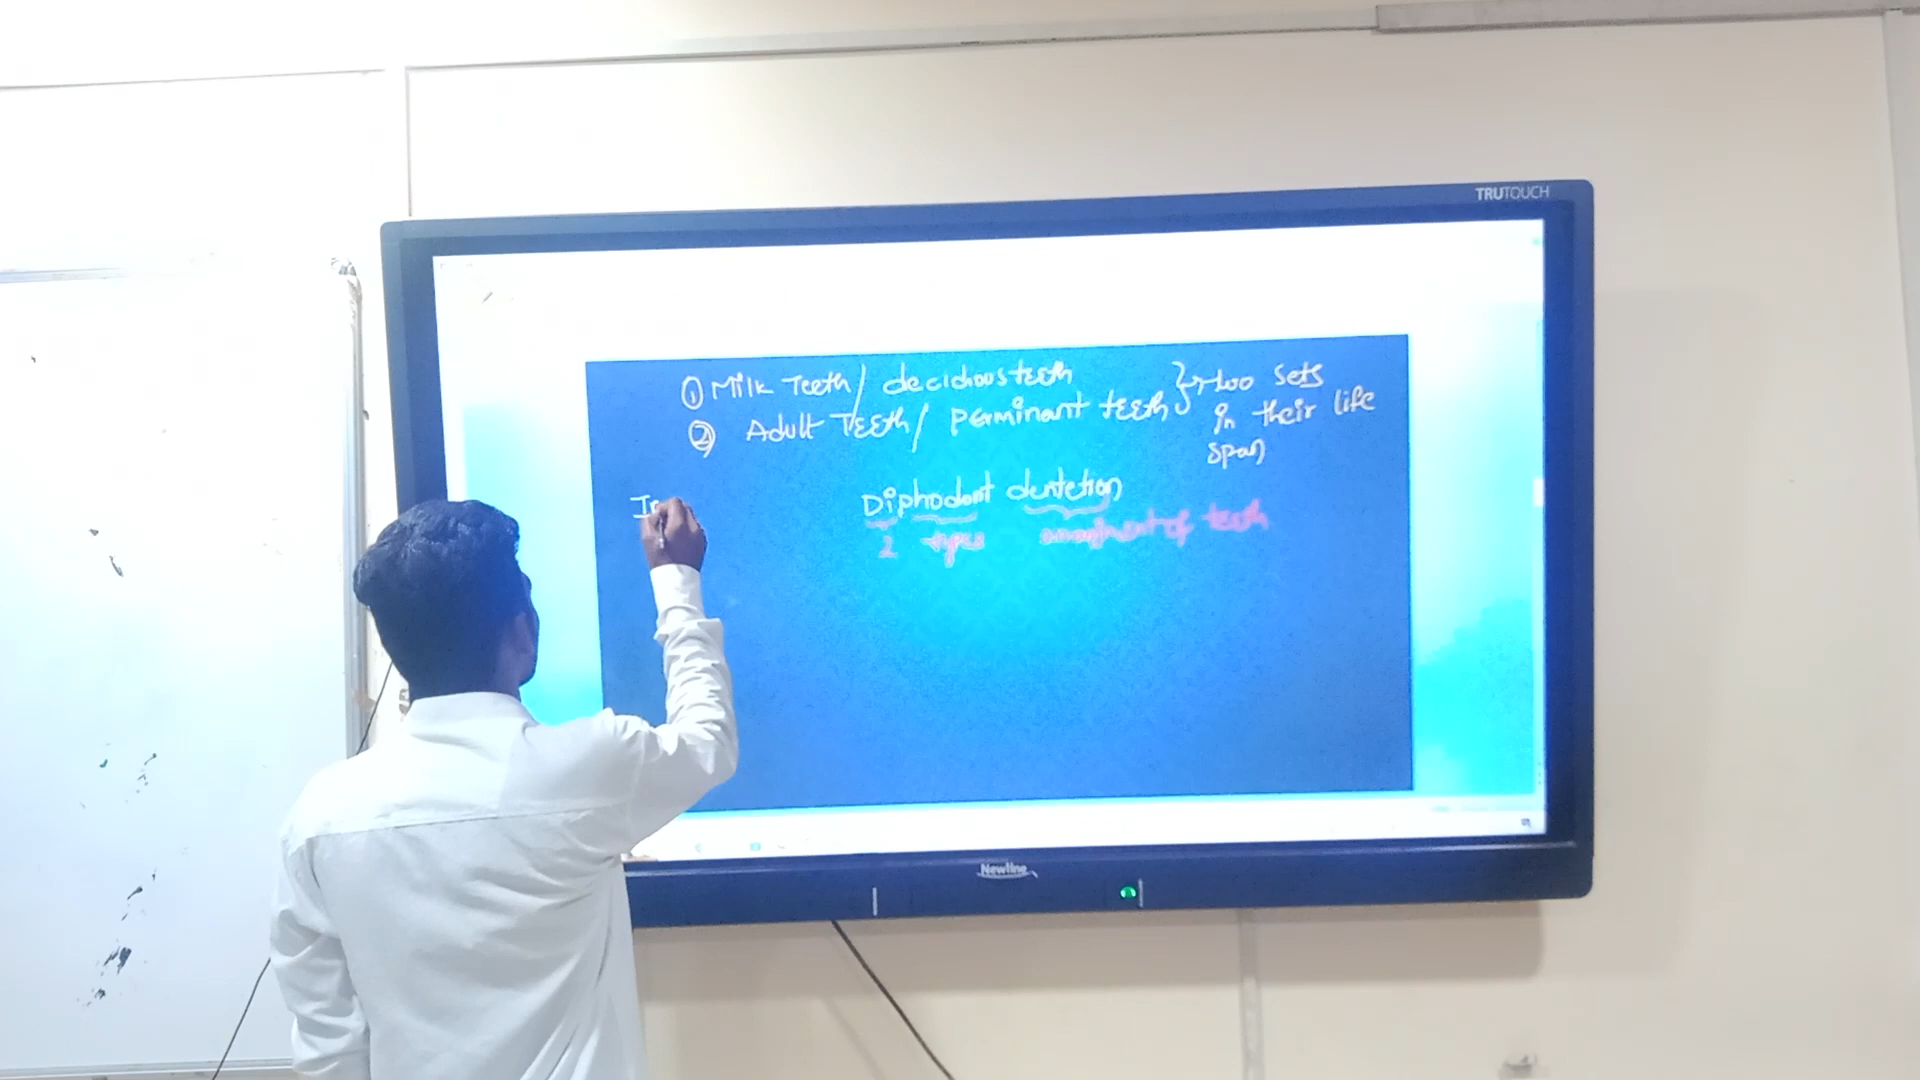 TRUTOUCH
① Milk Teeth / decidious teeth } → two sets
② Adult Teeth / perminant teeth in their life
span
Diphodont dentetion
2 types arrangment of teeth
Newline